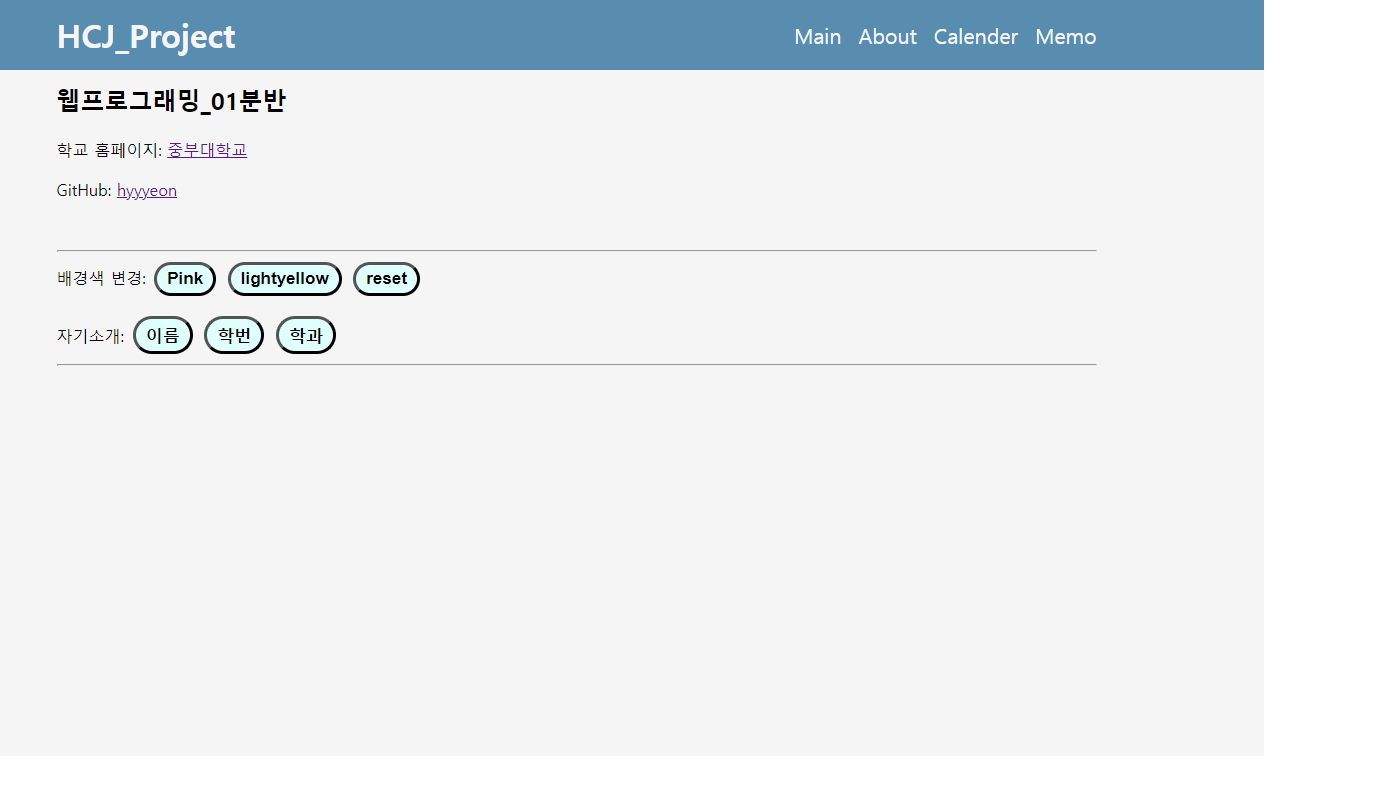 HCJ_Project Main About Calender Memo
웹프로그래밍_01분반
학교 홈페이지: 중부대학교
GitHub: hyyyeon
배경색 변경: Pink lightyellow reset
자기소개: 이름 학번 학과